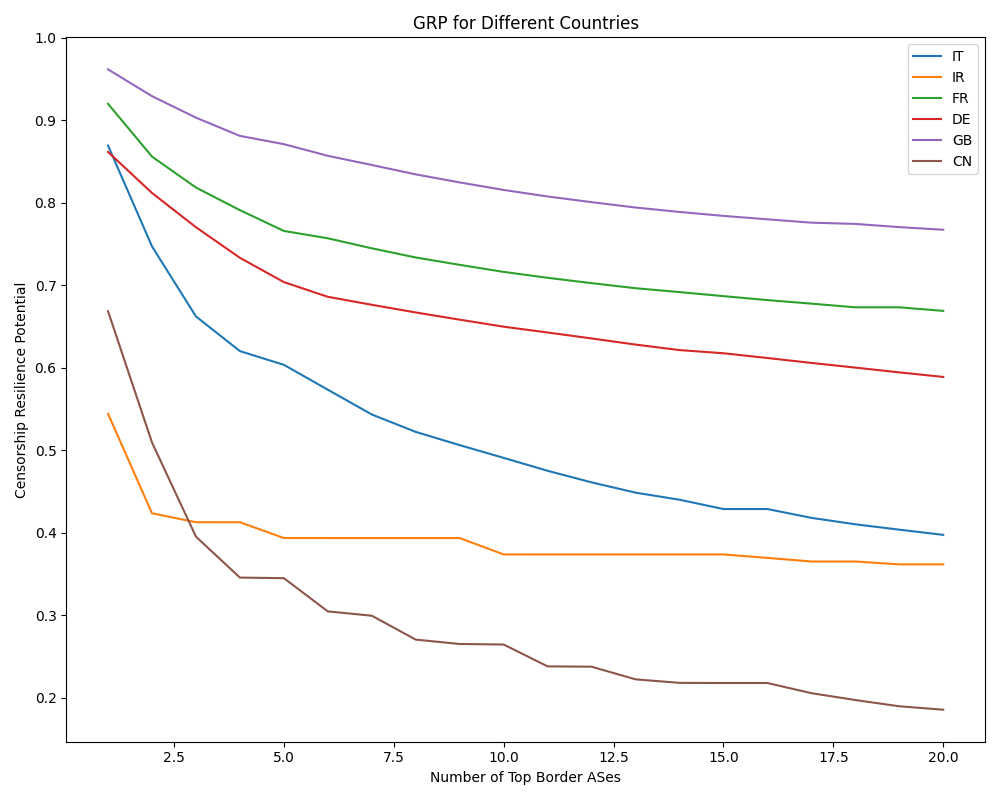 GRP for Different Countries
Censorship Resilience Potential
1.0
0.9
0.8
0.7
0.6
0.5
0.4
0.3
0.2
IT
IR
FR
DE
GB
CN
2.5 5.0 7.5 10.0 12.5 15.0 17.5 20.0
Number of Top Border ASes